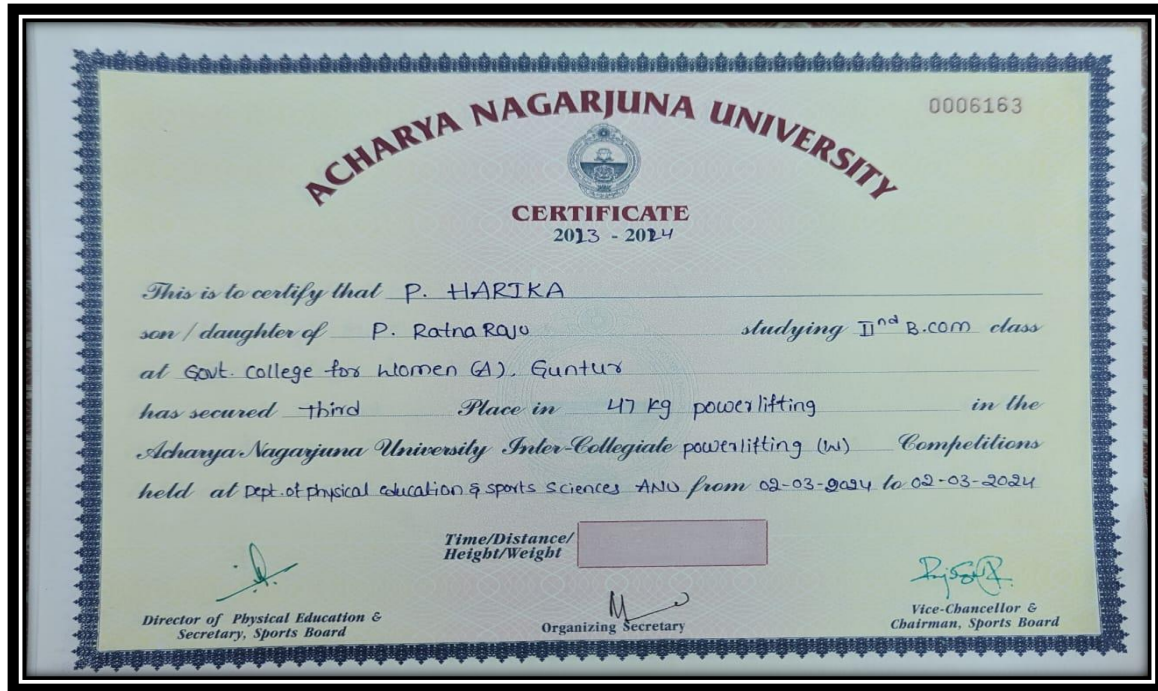 ACHARYA NAGARJUNA UNIVERSITY
0006163
CERTIFICATE
2023 - 2024
This is to certify that P. HARIKA
son / daughter of P. Ratna Raju studying IInd B.com class
at Govt. College for Women (A). Guntur
has secured Third Place in 47 kg powerlifting in the
Acharya Nagarjuna University Inter-Collegiate powerlifting (W) Competitions
held at Dept. of physical education & sports sciences ANU from 02-03-2024 to 02-03-2024
Time/Distance/
Height/Weight
Director of Physical Education &
Secretary, Sports Board
Organizing Secretary
Vice-Chancellor &
Chairman, Sports Board